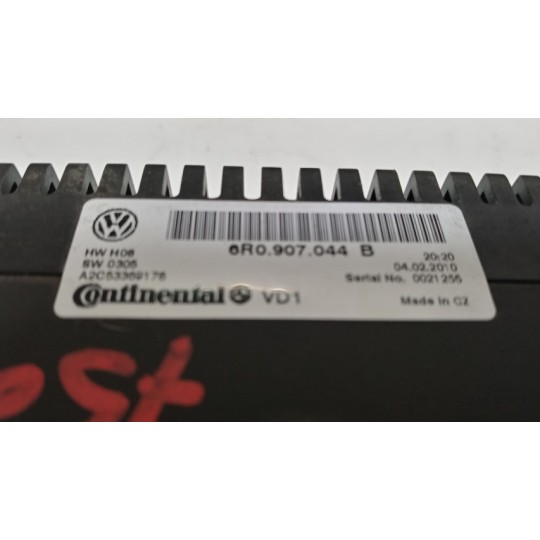 6R0.907.044 B
HW H08
SW 0305
A2C53369176
20:20
04.02.2010
Serial No. 0021255
Continental VD1
Made in CZ